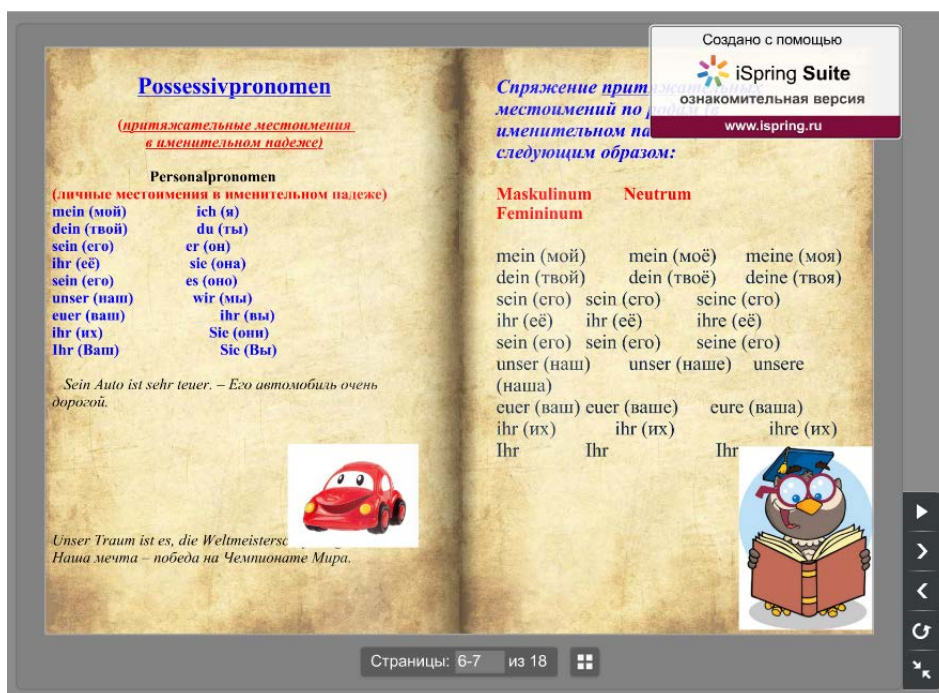 Possessivpronomen
(притяжательные местоимения
в именительном падеже)
Personalpronomen
(личные местоимения в именительном падеже)
mein (мой) ich (я)
dein (твой) du (ты)
sein (его) er (он)
ihr (её) sie (она)
sein (его) es (оно)
unser (наш) wir (мы)
euer (ваш) ihr (вы)
ihr (их) Sie (они)
Ihr (Ваш) Sie (Вы)
Sein Auto ist sehr teuer. – Его автомобиль очень
дорогой.
Unser Traum ist es, die
Наша мечта – победа на Чемпионате Мира.
Спряжение
местоимений по родам (в
именительном
следующим образом:
Maskulinum Neutrum
Femininum
mein (мой) mein (моё) meine (моя)
dein (твой) dein (твоё) deine (твоя)
sein (его) sein (его) seine (его)
ihr (её) ihr (её) ihre (её)
sein (его) sein (его) seine (его)
unser (наш) unser (наше) unsere
(наша)
euer (ваш) euer (ваше) eure (ваша)
ihr (их) ihr (их) ihre (их)
Ihr Ihr Ihr
Создано с помощью
iSpring Suite
ознакомительная версия
www.ispring.ru
Страницы: 6-7 из 18